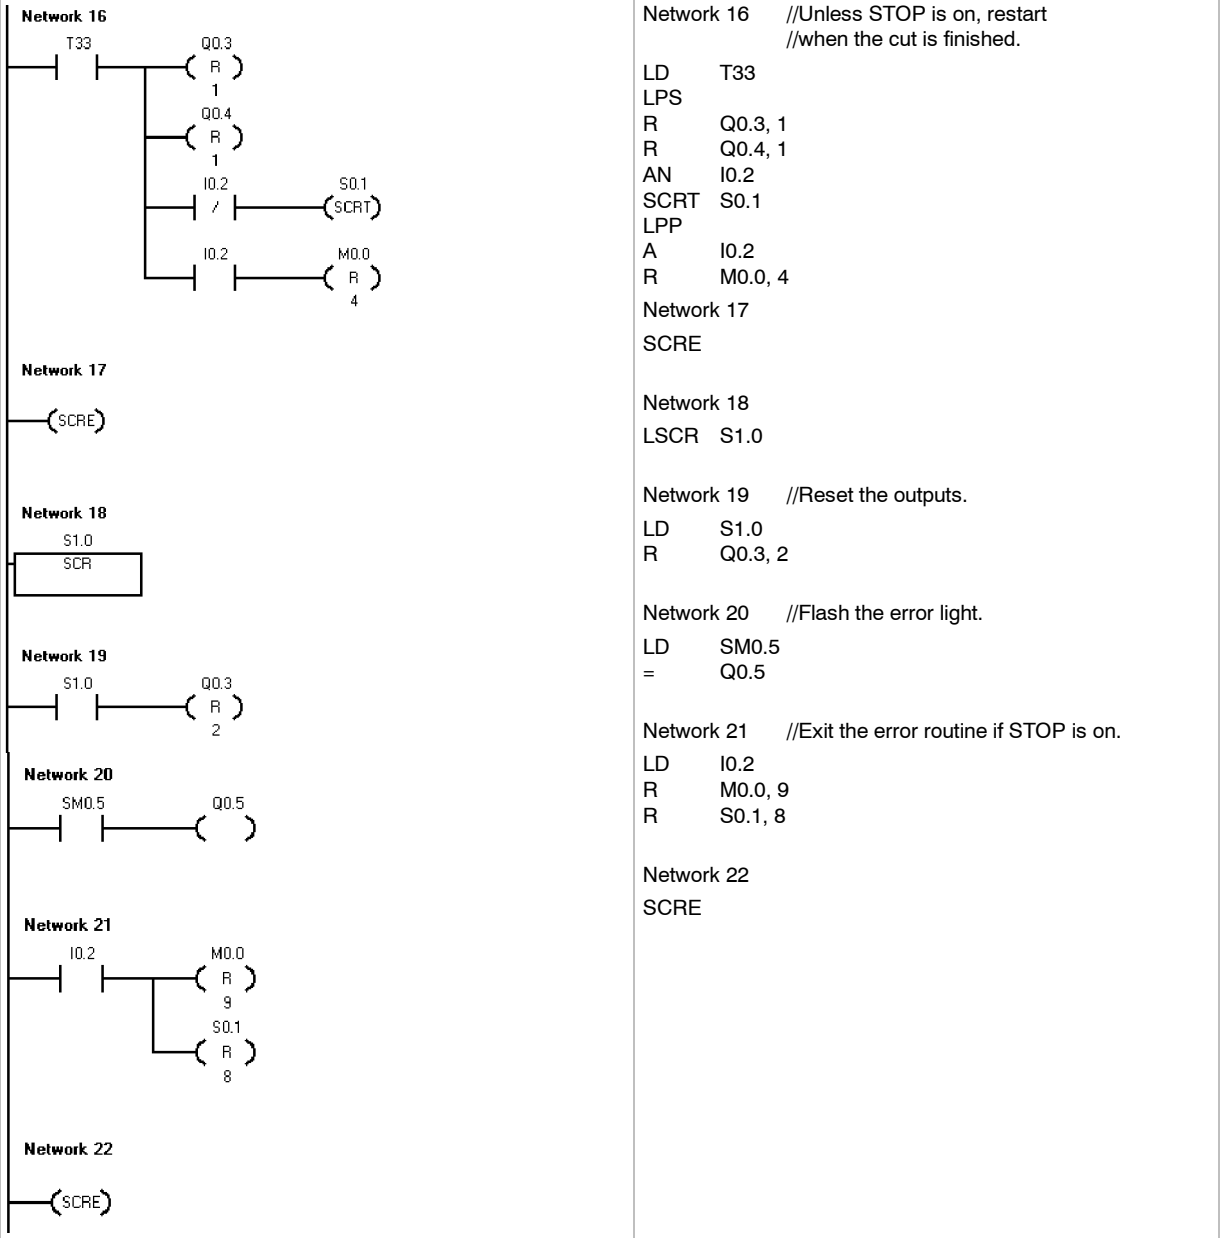 Network 16
T33 Q0.3
R
1
Q0.4
R
1
I0.2 S0.1
/ SCRT
I0.2 M0.0
R
4
Network 17
SCRE
Network 18
S1.0
SCR
Network 19
S1.0 Q0.3
R
2
Network 20
SM0.5 Q0.5
Network 21
I0.2 M0.0
R
9
S0.1
R
8
Network 22
SCRE
Network 16 //Unless STOP is on, restart
//when the cut is finished.
LD T33
LPS
R Q0.3, 1
R Q0.4, 1
AN I0.2
SCRT S0.1
LPP
A I0.2
R M0.0, 4
Network 17
SCRE
Network 18
LSCR S1.0
Network 19 //Reset the outputs.
LD S1.0
R Q0.3, 2
Network 20 //Flash the error light.
LD SM0.5
= Q0.5
Network 21 //Exit the error routine if STOP is on.
LD I0.2
R M0.0, 9
R S0.1, 8
Network 22
SCRE